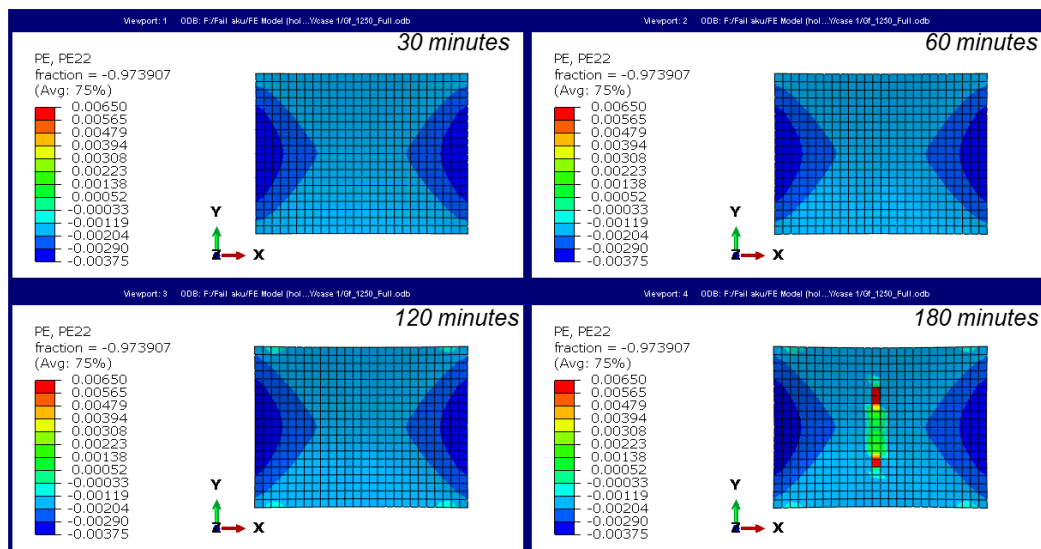 Viewport: 1 ODB: F:/Fail aku/FE Model (hol...Y/case 1/Gf_1250_Full.odb
30 minutes
PE, PE22
fraction = -0.973907
(Avg: 75%)
0.00650
0.00565
0.00479
0.00394
0.00308
0.00223
0.00138
0.00052
-0.00033
-0.00119
-0.00204
-0.00290
-0.00375
Y
Z X
Viewport: 2 ODB: F:/Fail aku/FE Model (hol...Y/case 1/Gf_1250_Full.odb
60 minutes
PE, PE22
fraction = -0.973907
(Avg: 75%)
0.00650
0.00565
0.00479
0.00394
0.00308
0.00223
0.00138
0.00052
-0.00033
-0.00119
-0.00204
-0.00290
-0.00375
Y
Z X
Viewport: 3 ODB: F:/Fail aku/FE Model (hol...Y/case 1/Gf_1250_Full.odb
120 minutes
PE, PE22
fraction = -0.973907
(Avg: 75%)
0.00650
0.00565
0.00479
0.00394
0.00308
0.00223
0.00138
0.00052
-0.00033
-0.00119
-0.00204
-0.00290
-0.00375
Y
Z X
Viewport: 4 ODB: F:/Fail aku/FE Model (hol...Y/case 1/Gf_1250_Full.odb
180 minutes
PE, PE22
fraction = -0.973907
(Avg: 75%)
0.00650
0.00565
0.00479
0.00394
0.00308
0.00223
0.00138
0.00052
-0.00033
-0.00119
-0.00204
-0.00290
-0.00375
Y
Z X